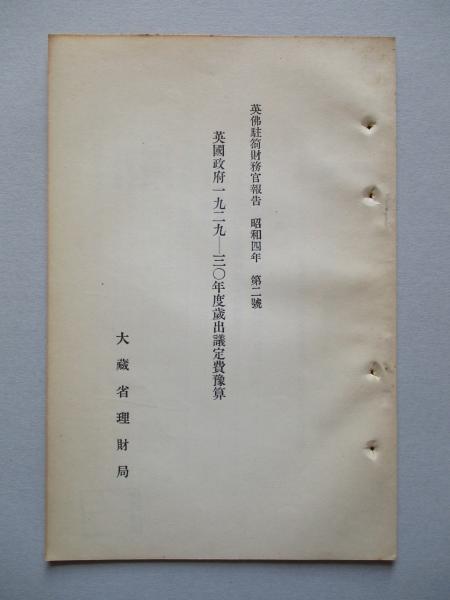 英佛駐箚財務官報告　昭和四年　第二號
英國政府一九二九―三〇年度歲出議定費豫算
大藏省理財局